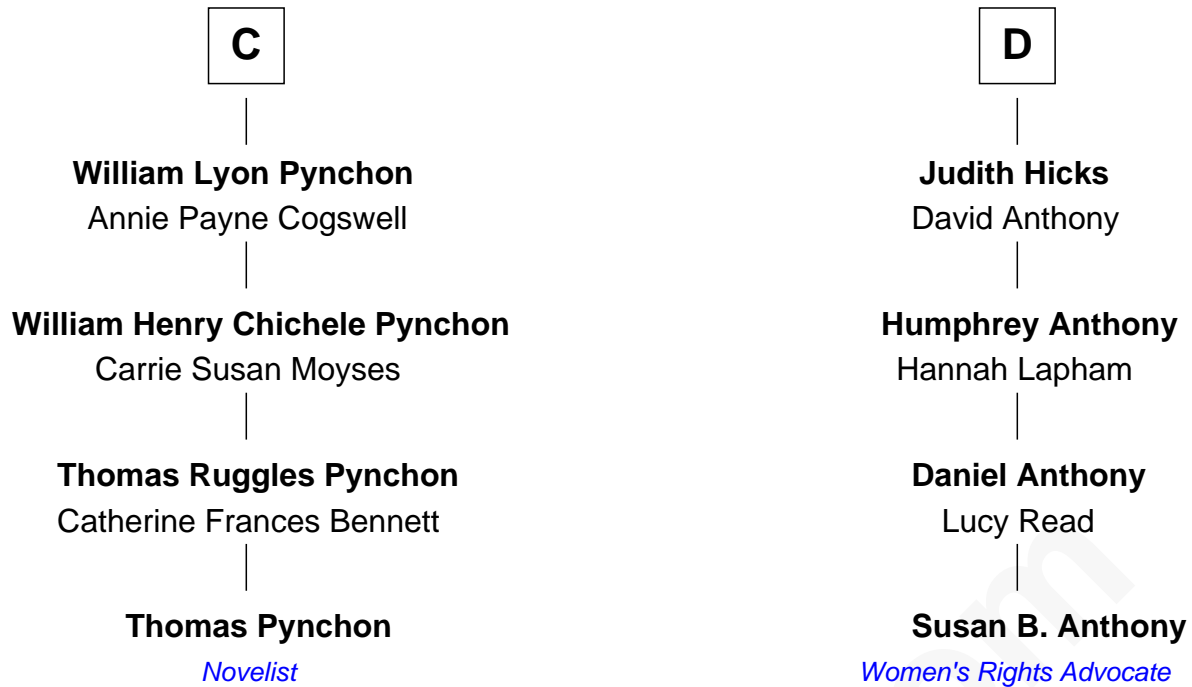 C
William Lyon Pynchon
Annie Payne Cogswell
William Henry Chichele Pynchon
Carrie Susan Moyses
Thomas Ruggles Pynchon
Catherine Frances Bennett
Thomas Pynchon
Novelist
D
Judith Hicks
David Anthony
Humphrey Anthony
Hannah Lapham
Daniel Anthony
Lucy Read
Susan B. Anthony
Women's Rights Advocate